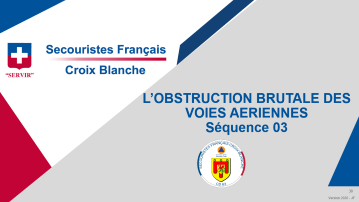 Secouristes Français
Croix Blanche
"SERVIR"
L'OBSTRUCTION BRUTALE DES
VOIES AERIENNES
Séquence 03